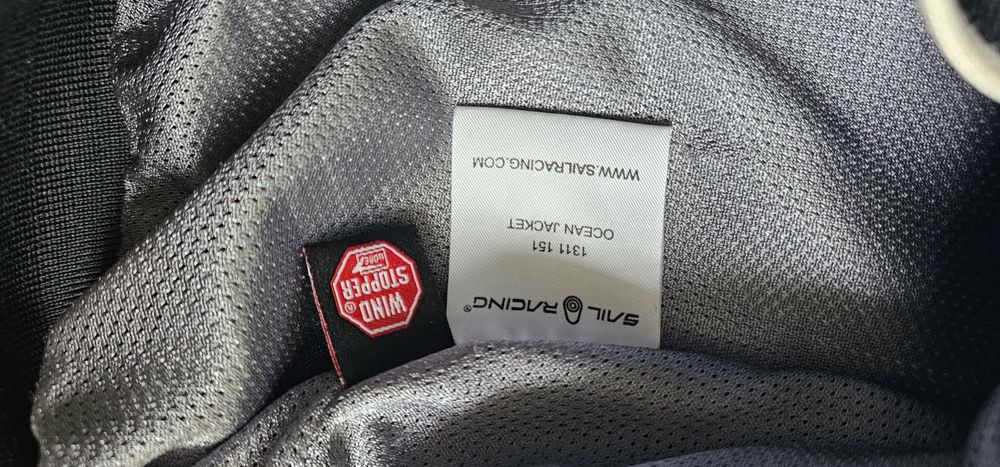 SAIL RACING®
1311 151
OCEAN JACKET
WWW.SAILRACING.COM
WIND
STOPPER®
GORE